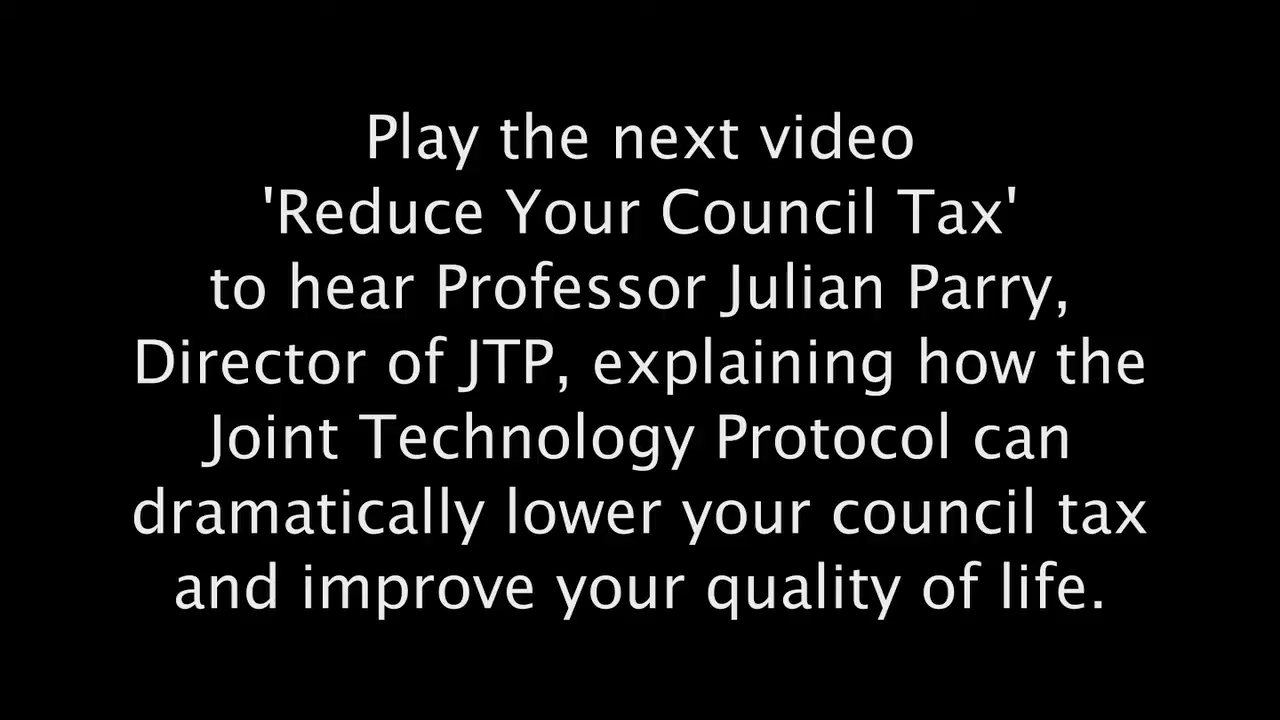 Play the next video
'Reduce Your Council Tax'
to hear Professor Julian Parry,
Director of JTP, explaining how the
Joint Technology Protocol can
dramatically lower your council tax
and improve your quality of life.